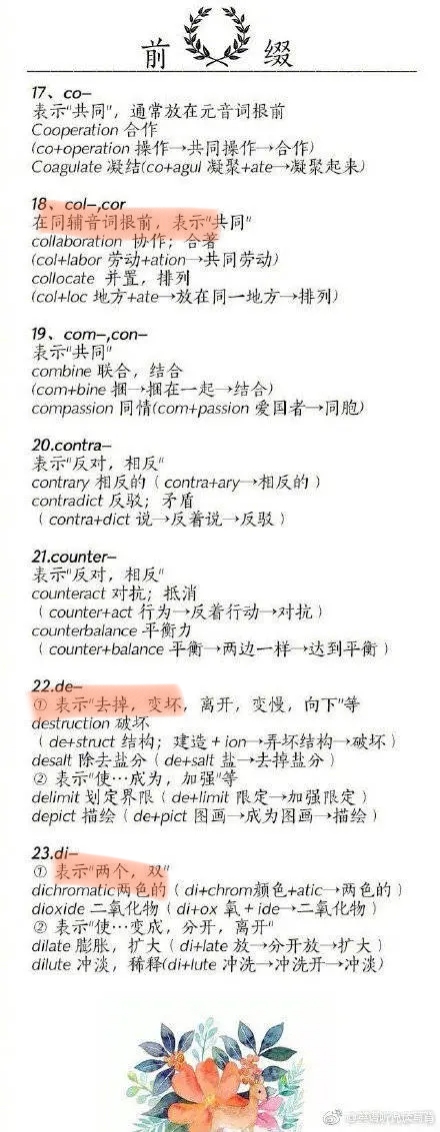 前 缀
17、co-
表示"共同"，通常放在元音词根前
Cooperation 合作
(co+operation 操作→共同操作→合作)
Coagulate 凝结(co+agul 凝聚+ate→凝聚起来)
18、col-,cor
在同辅音词根前，表示"共同"
collaboration 协作；合著
(col+labor 劳动+ation→共同劳动)
collocate 并置，排列
(col+loc 地方+ate→放在同一地方→排列)
19、com-,con-
表示"共同"
combine 联合，结合
(com+bine 捆→捆在一起→结合)
compassion 同情(com+passion 爱国者→同胞)
20.contra-
表示"反对，相反"
contrary 相反的（contra+ary→相反的）
contradict 反驳；矛盾
（contra+dict 说→反着说→反驳）
21.counter-
表示"反对，相反"
counteract 对抗；抵消
（counter+act 行为→反着行动→对抗）
counterbalance 平衡力
（counter+balance 平衡→两边一样→达到平衡）
22.de-
① 表示"去掉，变坏，离开，变慢，向下"等
destruction 破坏
（de+struct 结构；建造+ion→弄坏结构→破坏）
desalt 除去盐分（de+salt 盐→去掉盐分）
② 表示"使…成为，加强"等
delimit 划定界限（de+limit 限定→加强限定）
depict 描绘（de+pict 图画→成为图画→描绘）
23.di-
① 表示"两个，双"
dichromatic两色的（di+chrom颜色+atic→两色的）
dioxide 二氧化物（di+ox 氧+ide→二氧化物）
② 表示"使…变成，分开，离开"
dilate 膨胀，扩大（di+late 放→分开放→扩大）
dilute 冲淡，稀释(di+lute 冲洗→冲洗开→冲淡)